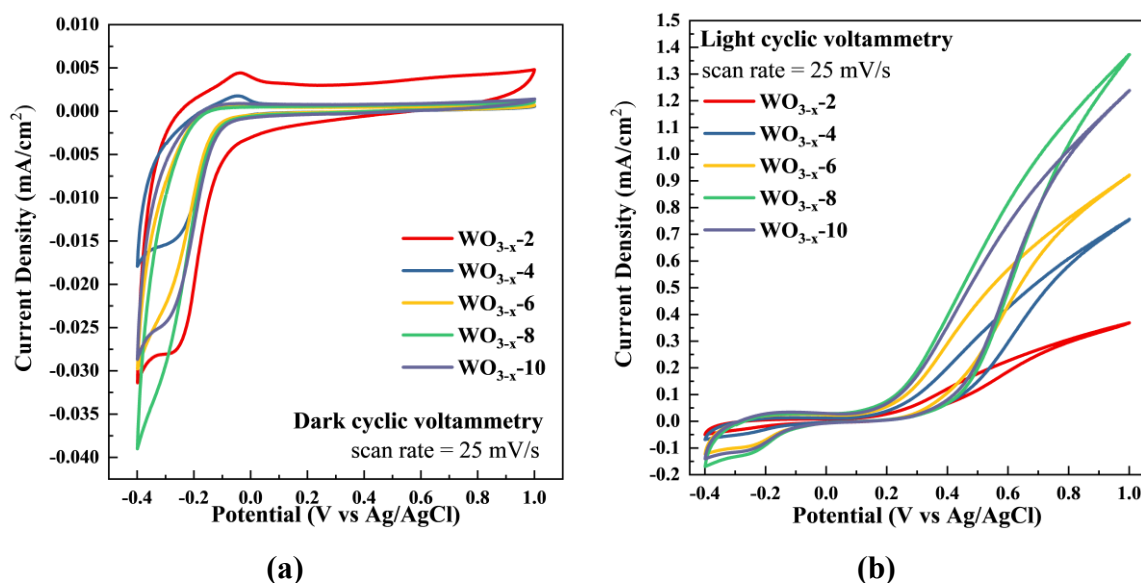 0.010
0.005
0.000
-0.005
-0.010
-0.015
-0.020
-0.025
-0.030
-0.035
-0.040
Current Density (mA/cm²)
WO₃₋ₓ-2
WO₃₋ₓ-4
WO₃₋ₓ-6
WO₃₋ₓ-8
WO₃₋ₓ-10
Dark cyclic voltammetry
scan rate = 25 mV/s
-0.4 -0.2 0.0 0.2 0.4 0.6 0.8 1.0
Potential (V vs Ag/AgCl)
(a)
1.5
1.4
1.3
1.2
1.1
1.0
0.9
0.8
0.7
0.6
0.5
0.4
0.3
0.2
0.1
0.0
-0.1
-0.2
Current Density (mA/cm²)
Light cyclic voltammetry
scan rate = 25 mV/s
WO₃₋ₓ-2
WO₃₋ₓ-4
WO₃₋ₓ-6
WO₃₋ₓ-8
WO₃₋ₓ-10
-0.4 -0.2 0.0 0.2 0.4 0.6 0.8 1.0
Potential (V vs Ag/AgCl)
(b)